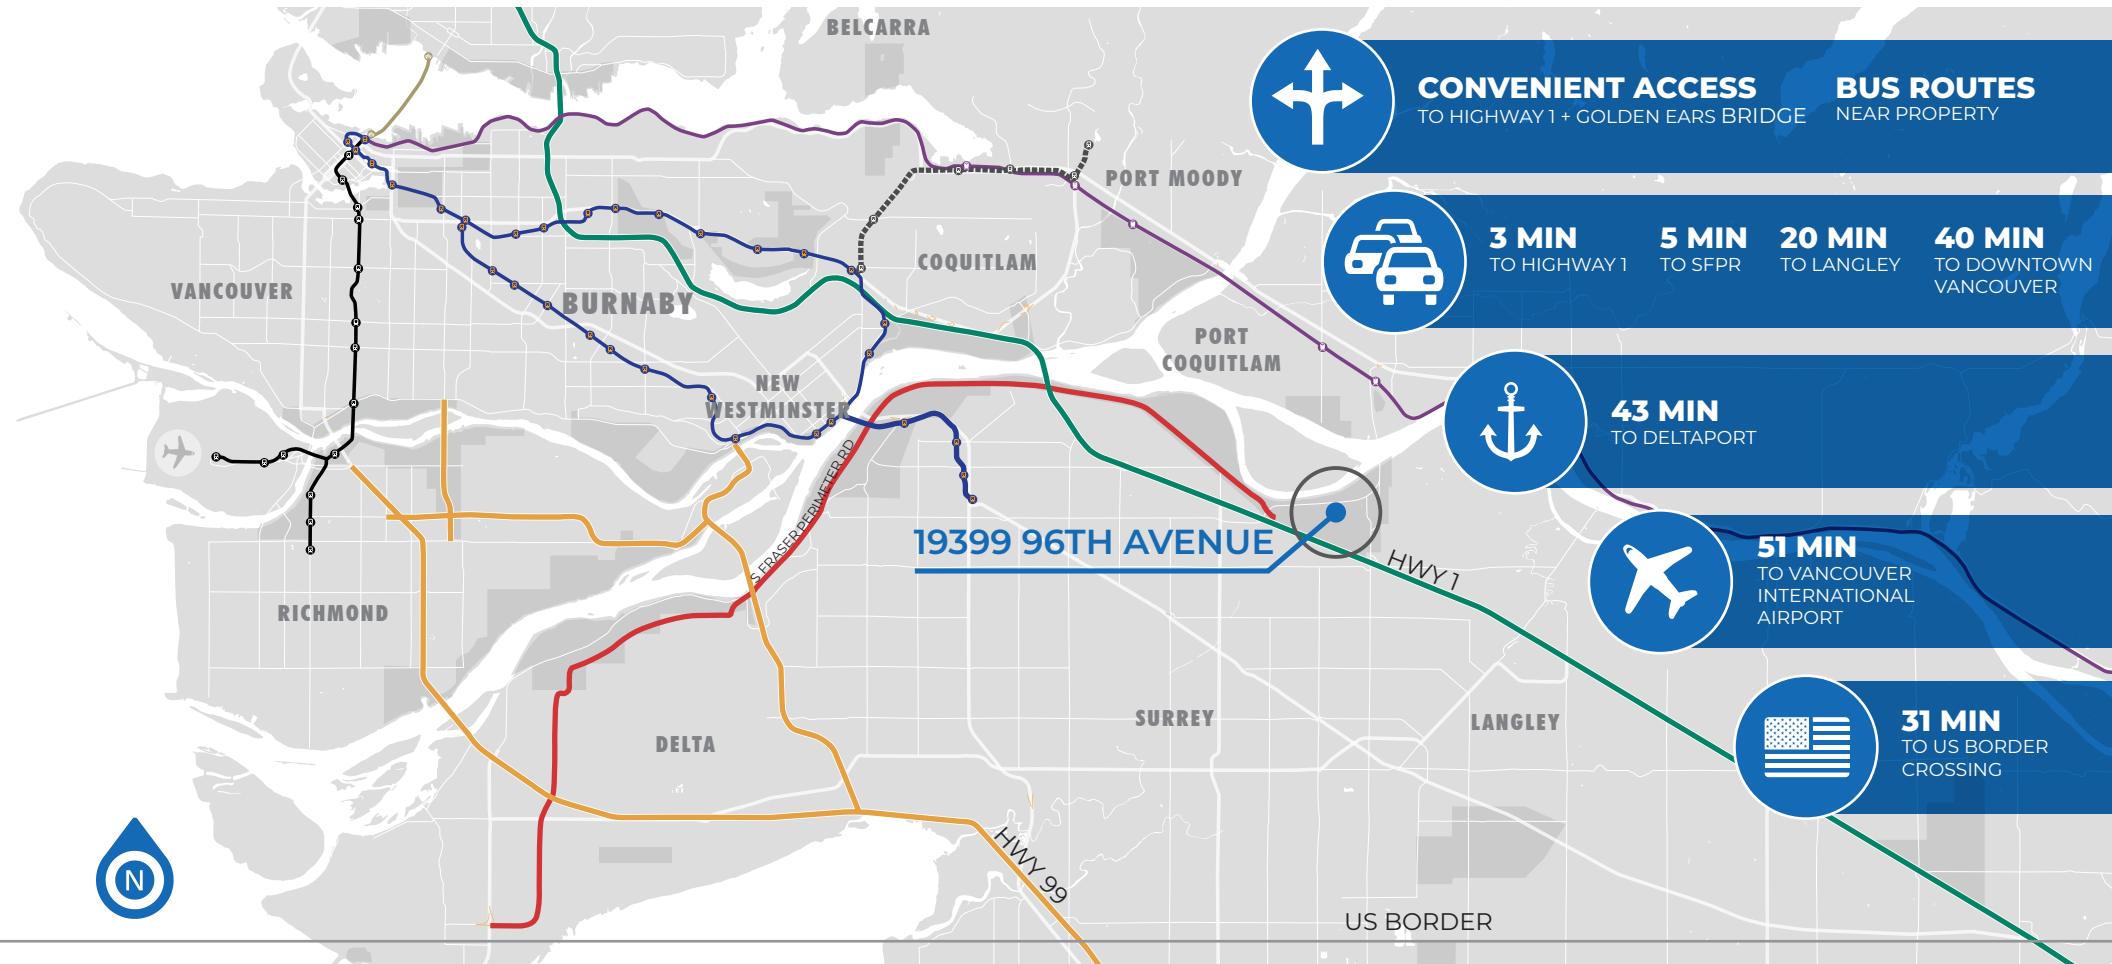 BELCARRA
CONVENIENT ACCESS
TO HIGHWAY 1 + GOLDEN EARS BRIDGE
BUS ROUTES
NEAR PROPERTY
PORT MOODY
3 MIN
TO HIGHWAY 1
5 MIN
TO SFPR
20 MIN
TO LANGLEY
40 MIN
TO DOWNTOWN
VANCOUVER
COQUITLAM
VANCOUVER
BURNABY
PORT
COQUITLAM
NEW
WESTMINSTER
43 MIN
TO DELTAPORT
S FRASER PERIMETER RD
19399 96TH AVENUE
HWY 1
51 MIN
TO VANCOUVER
INTERNATIONAL
AIRPORT
RICHMOND
SURREY
LANGLEY
DELTA
31 MIN
TO US BORDER
CROSSING
HWY 99
N
US BORDER